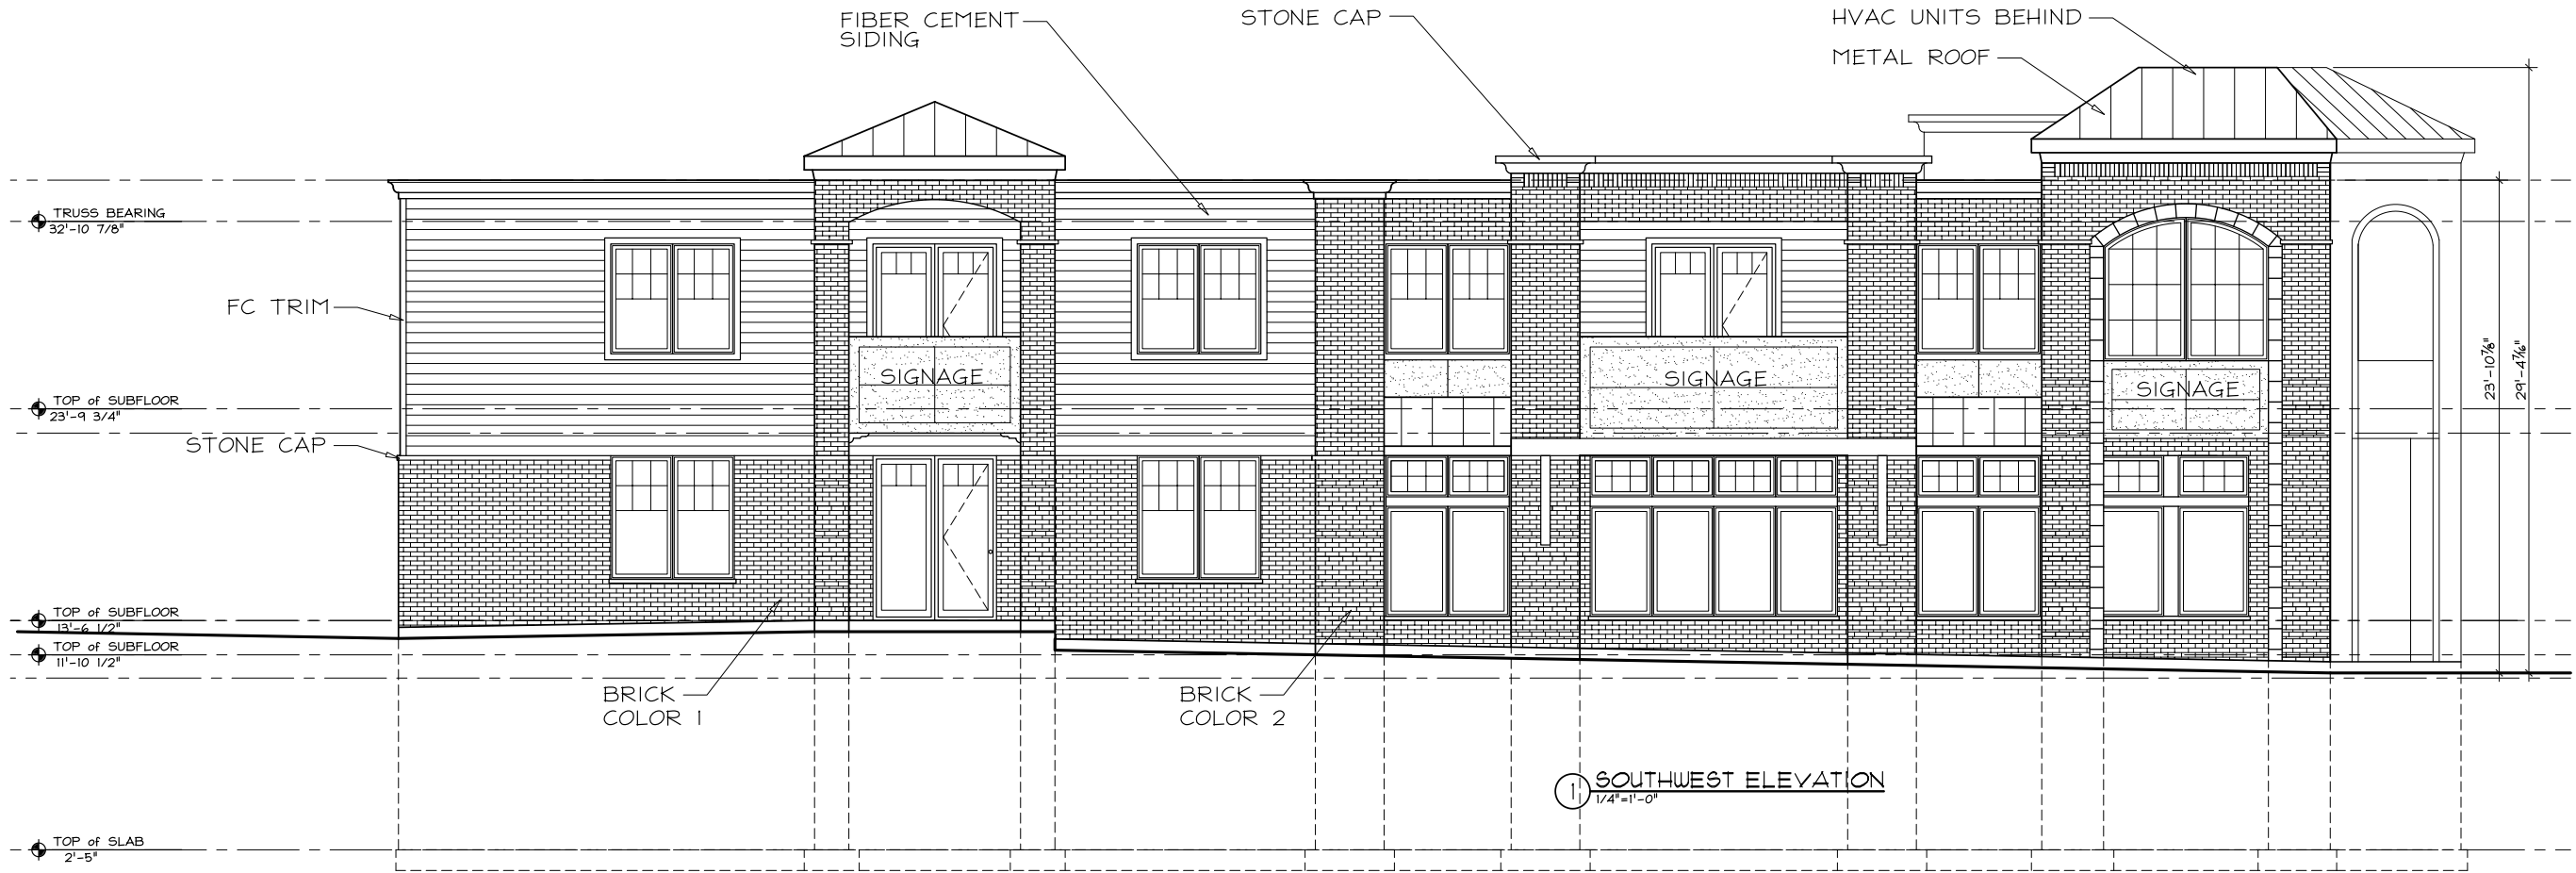 FIBER CEMENT
SIDING
STONE CAP
HVAC UNITS BEHIND
METAL ROOF
TRUSS BEARING
32'-10 7/8"
FC TRIM
SIGNAGE
SIGNAGE
SIGNAGE
23'-10⅞"
29'-4⅞"
TOP of SUBFLOOR
23'-9 3/4"
STONE CAP
TOP of SUBFLOOR
13'-6 1/2"
TOP of SUBFLOOR
11'-10 1/2"
BRICK
COLOR 1
BRICK
COLOR 2
1 SOUTHWEST ELEVATION
1/4"=1'-0"
TOP of SLAB
2'-5"